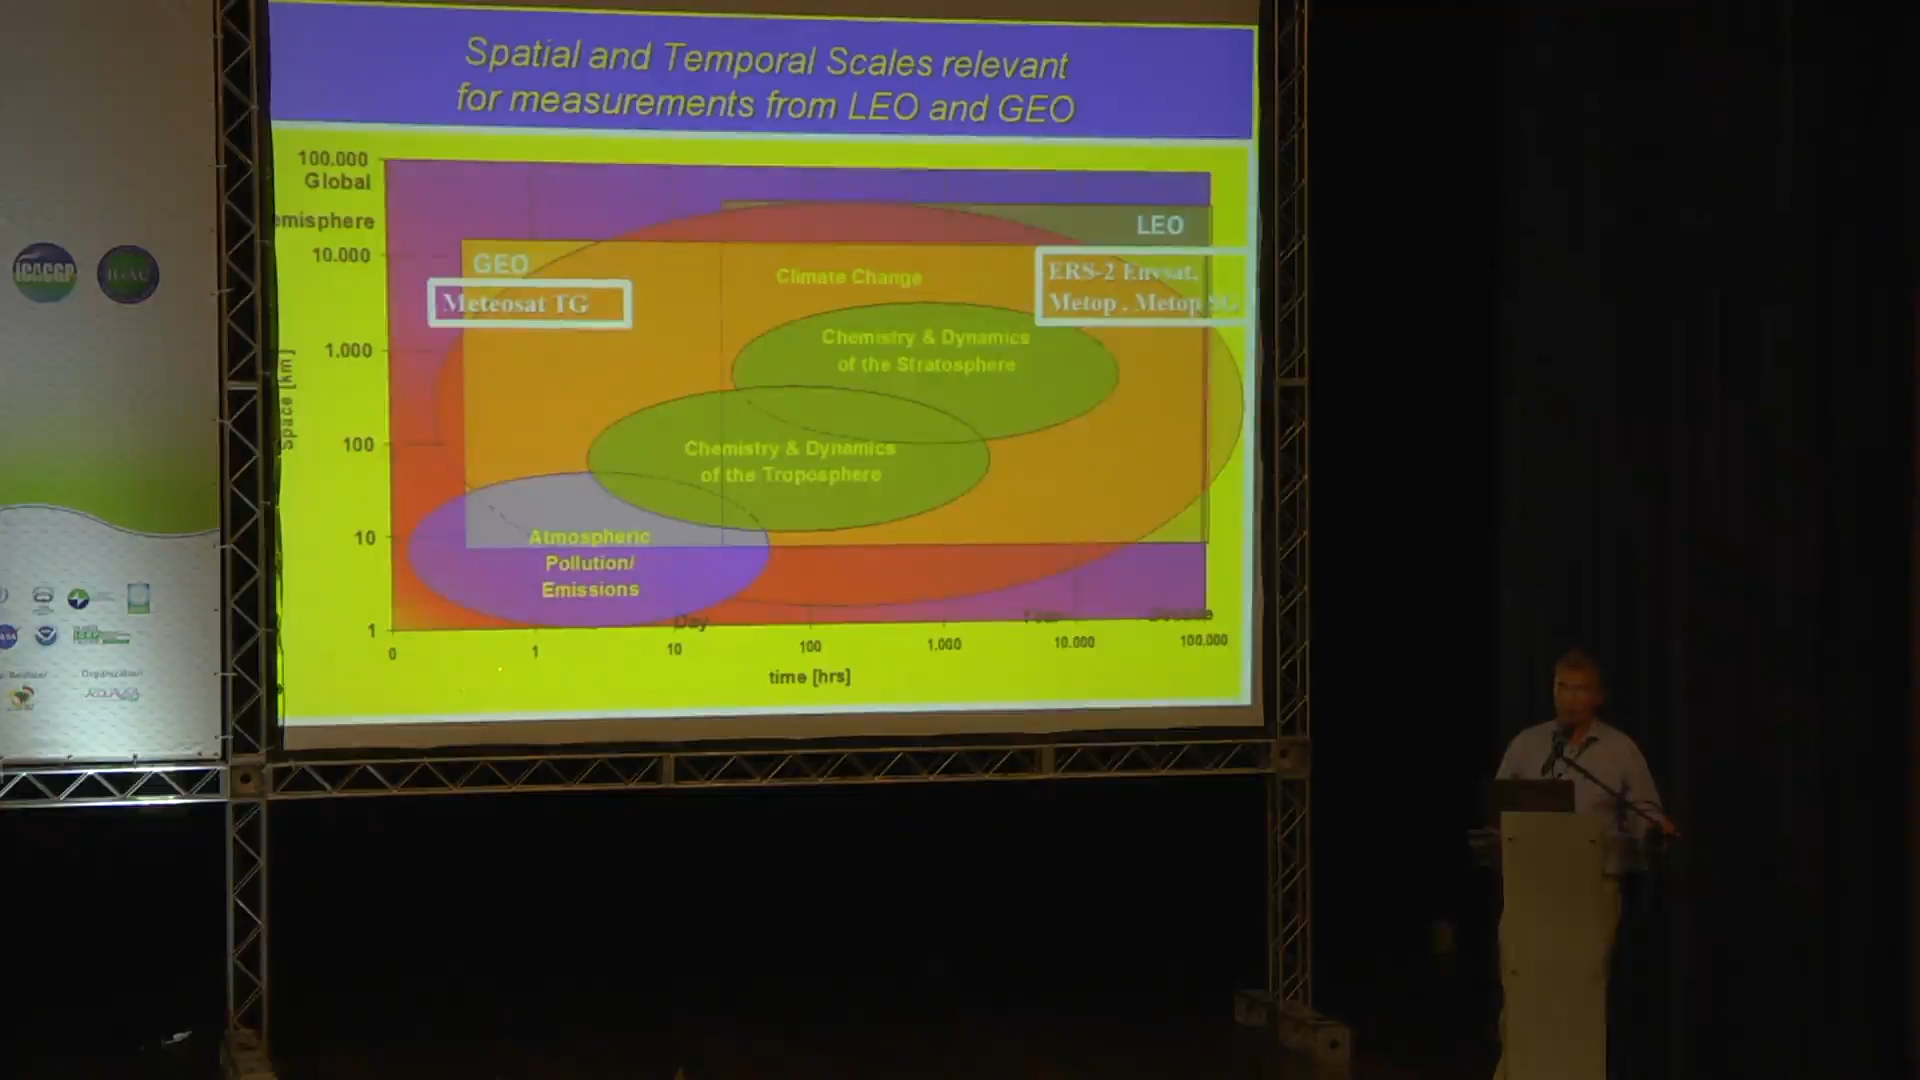 Spatial and Temporal Scales relevant
for measurements from LEO and GEO
100.000
Global
emisphere
10.000
1.000
100
10
1
Space [km]
LEO
GEO
Meteosat TG
ERS-2 Envsat,
Metop , Metop SG
Climate Change
Chemistry & Dynamics
of the Stratosphere
Chemistry & Dynamics
of the Troposphere
Atmospheric
Pollution/
Emissions
Day
Year
Decade
0
1
10
100
1.000
10.000
100.000
time [hrs]
iCACGP
IGAC
Organization